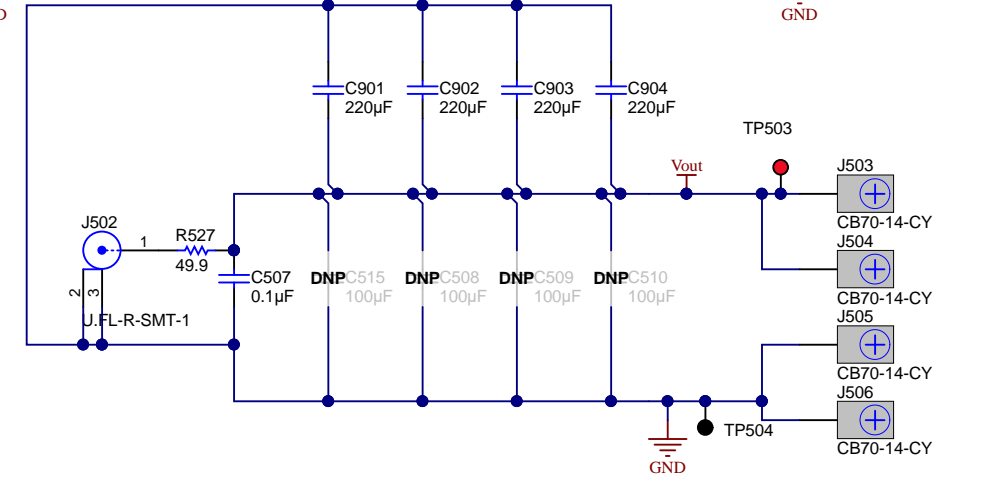 D
GND
C901
220µF
C902
220µF
C903
220µF
C904
220µF
TP503
Vout
J503
CB70-14-CY
J502
1
R527
49.9
J504
CB70-14-CY
C507
0.1µF
DNP C515
100µF
DNP C508
100µF
DNP C509
100µF
DNP C510
100µF
2
3
U.FL-R-SMT-1
J505
CB70-14-CY
J506
CB70-14-CY
TP504
GND